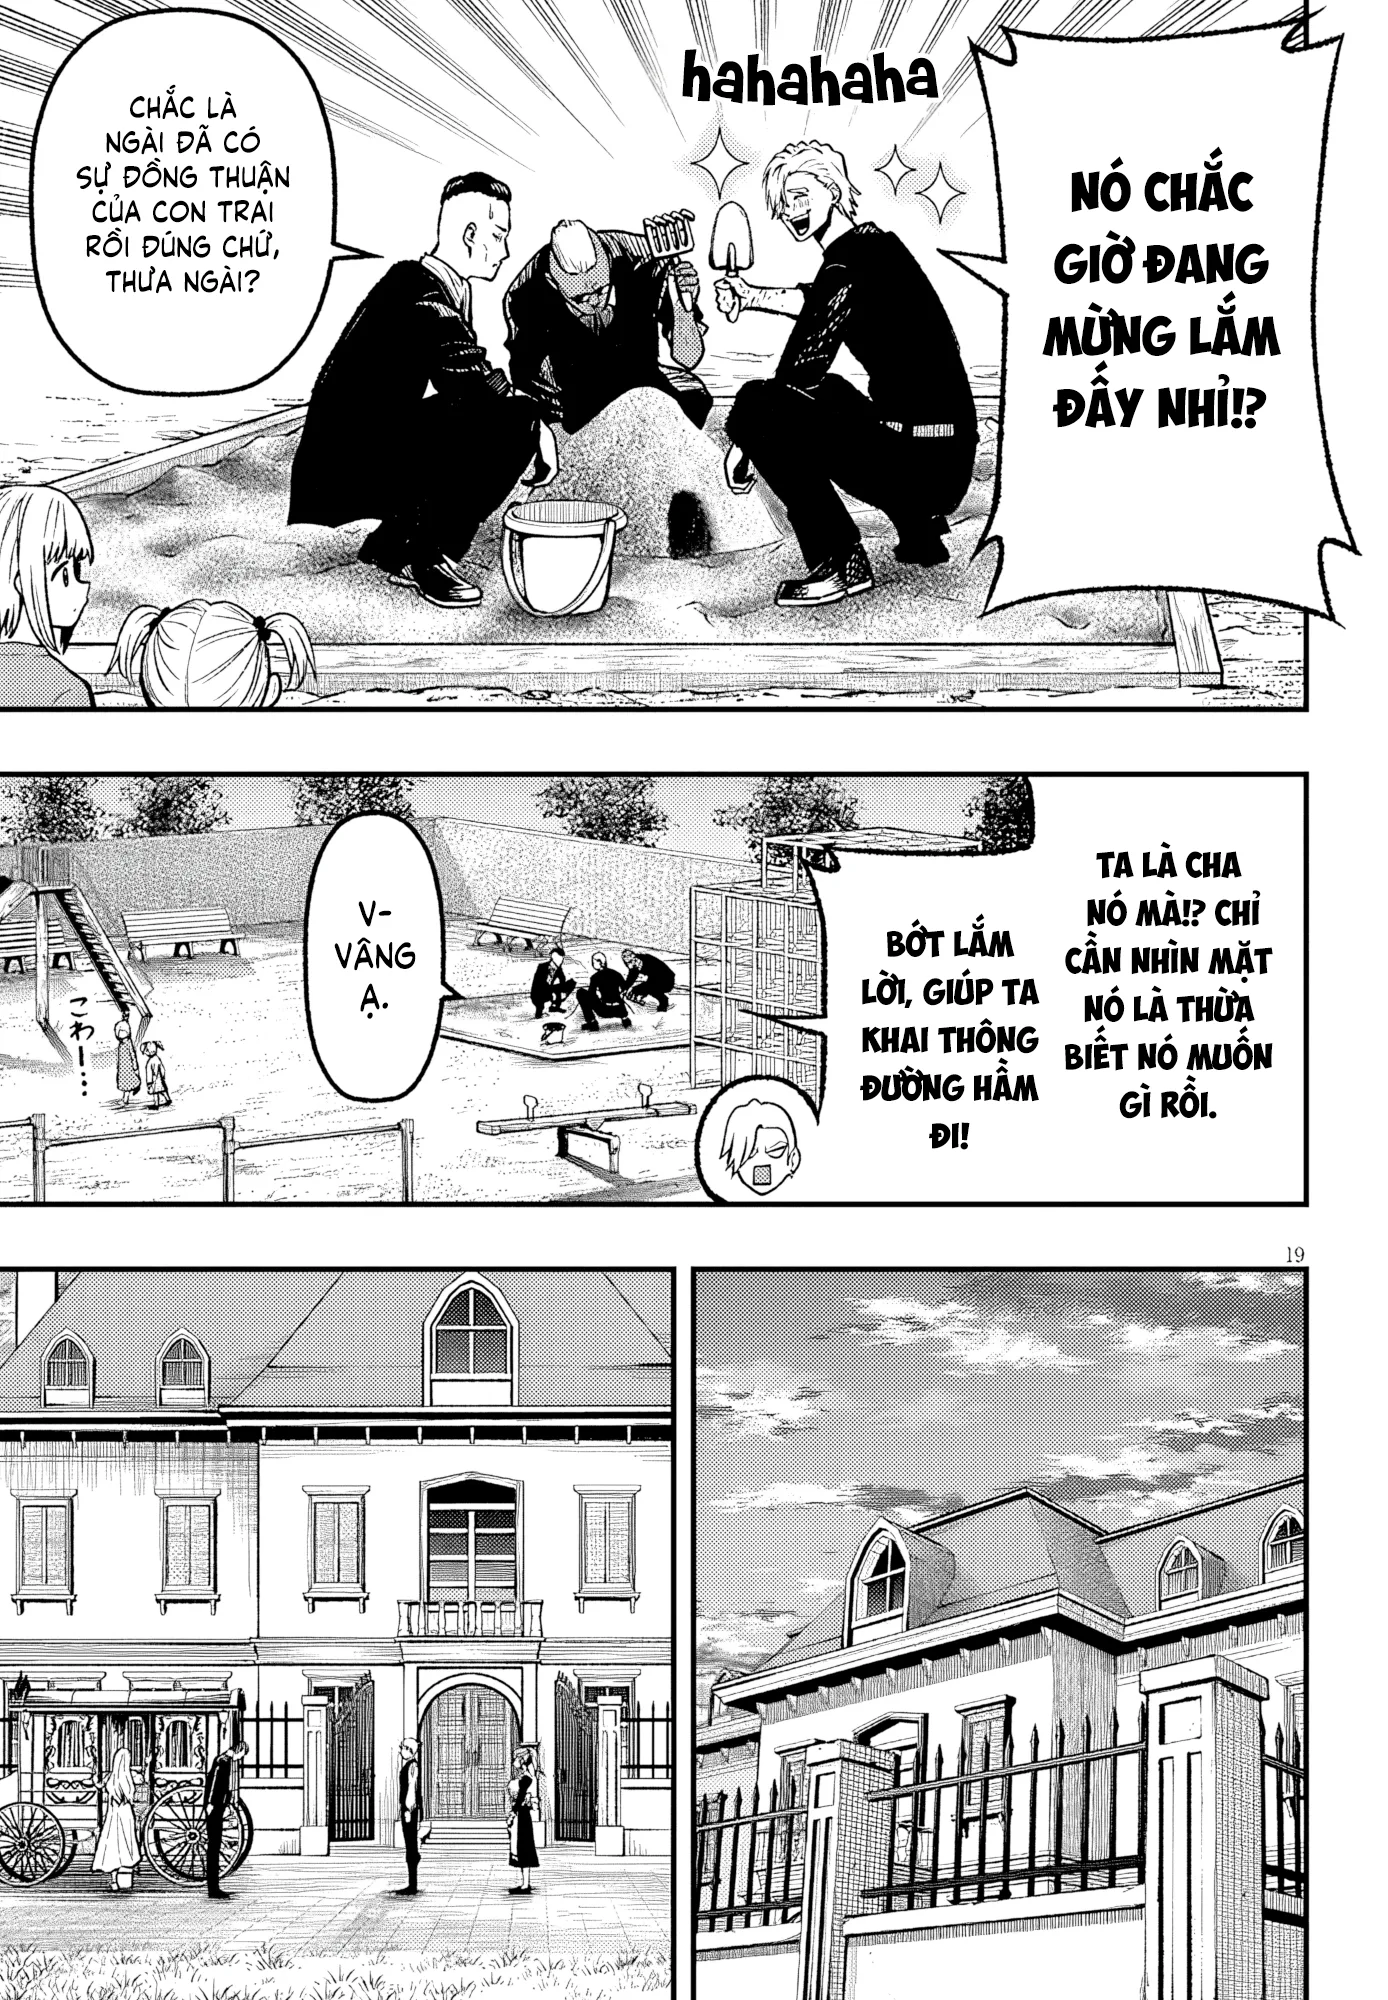 hahahaha
NÓ CHẮC
GIỜ ĐANG
MỪNG LẮM
ĐẤY NHỈ!?
CHẮC LÀ
NGÀI ĐÃ CÓ
SỰ ĐỒNG THUẬN
CỦA CON TRAI
RỒI ĐÚNG CHỨ,
THƯA NGÀI?
TA LÀ CHA
NÓ MÀ!? CHỈ
CẦN NHÌN MẶT
NÓ LÀ THỪA
BIẾT NÓ MUỐN
GÌ RỒI.
BỚT LẮM
LỜI, GIÚP TA
KHAI THÔNG
ĐƯỜNG HẦM
ĐI!
V-
VÂNG
Ạ.
こわー…
19